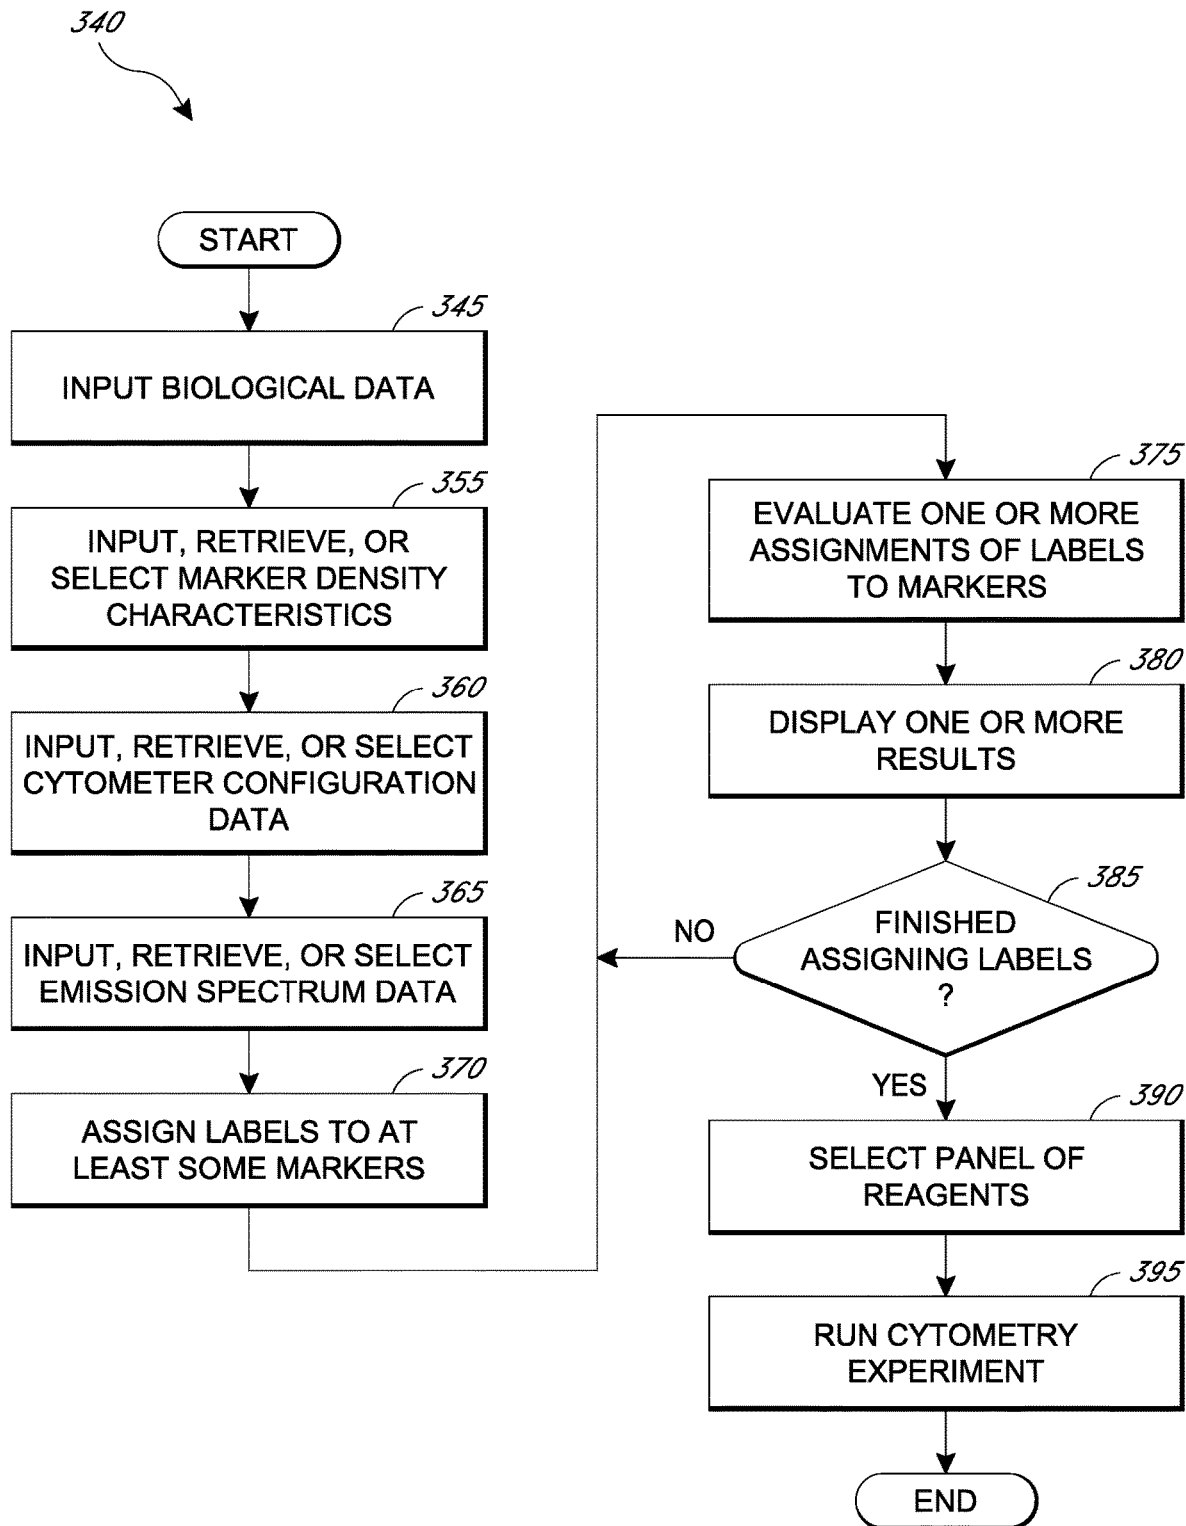 340
START
345
INPUT BIOLOGICAL DATA
355
INPUT, RETRIEVE, OR
SELECT MARKER DENSITY
CHARACTERISTICS
360
INPUT, RETRIEVE, OR SELECT
CYTOMETER CONFIGURATION
DATA
365
INPUT, RETRIEVE, OR SELECT
EMISSION SPECTRUM DATA
370
ASSIGN LABELS TO AT
LEAST SOME MARKERS
375
EVALUATE ONE OR MORE
ASSIGNMENTS OF LABELS
TO MARKERS
380
DISPLAY ONE OR MORE
RESULTS
385
FINISHED
ASSIGNING LABELS
?
NO
YES
390
SELECT PANEL OF
REAGENTS
395
RUN CYTOMETRY
EXPERIMENT
END